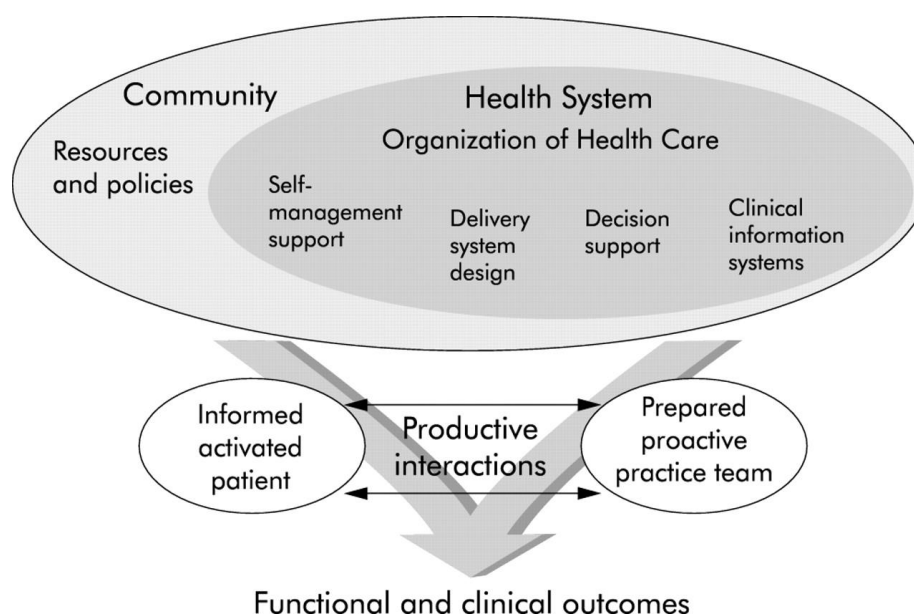 Community
Health System
Organization of Health Care
Resources
and policies
Self-
management
support
Delivery
system
design
Decision
support
Clinical
information
systems
Informed
activated
patient
Productive
interactions
Prepared
proactive
practice team
Functional and clinical outcomes